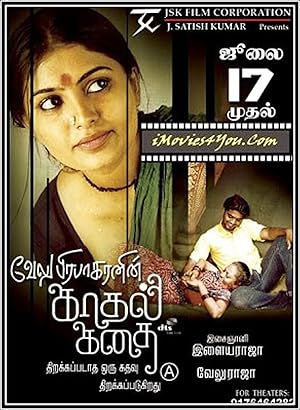 JSK FILM CORPORATION
J. SATISH KUMAR Presents
ஜூலை
17
முதல்
iMovies4You.Com
வேலு பிரபாகரனின்
காதல்
கதை
dts
திறக்கப்படாத ஒரு கதவு
திறக்கப்படுகிறது
A
இசைஞானி
இளையராஜா
வேலுராஜா
FOR THEATERS: